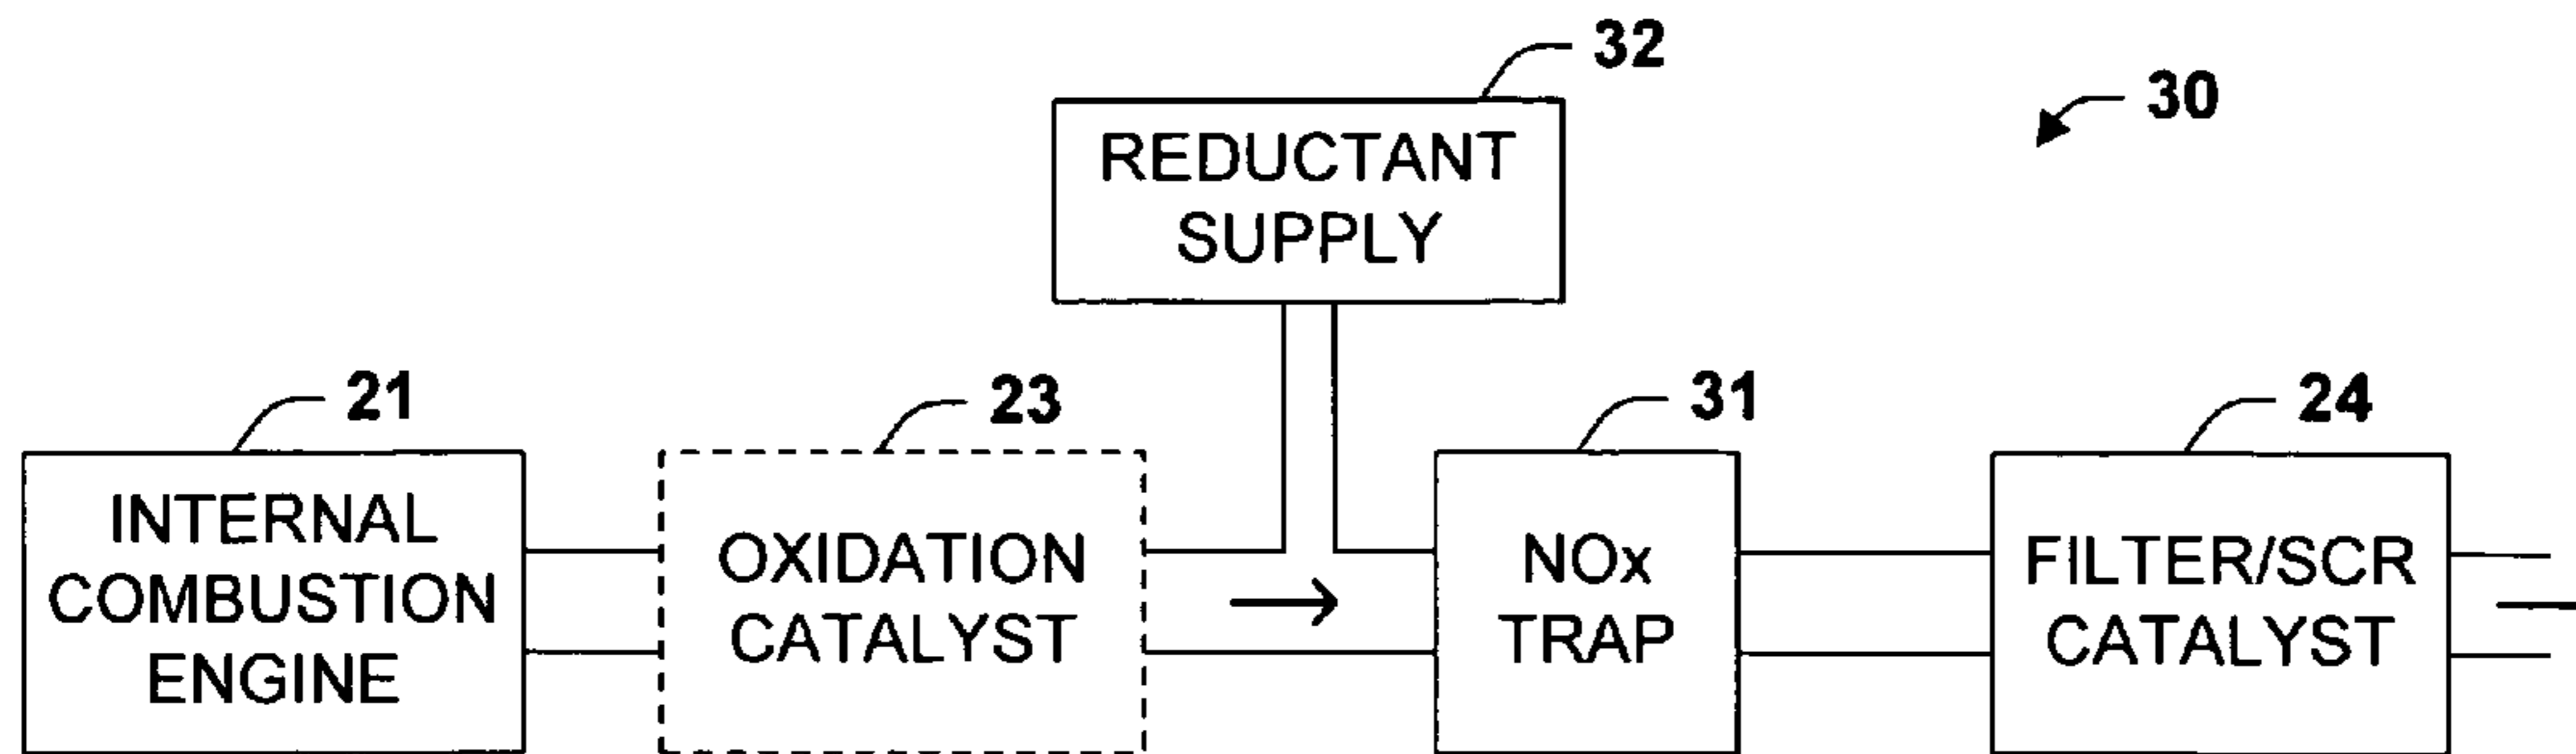 32
30
REDUCTANT
SUPPLY
21
23
31
24
INTERNAL
COMBUSTION
ENGINE
OXIDATION
CATALYST
NOx
TRAP
FILTER/SCR
CATALYST